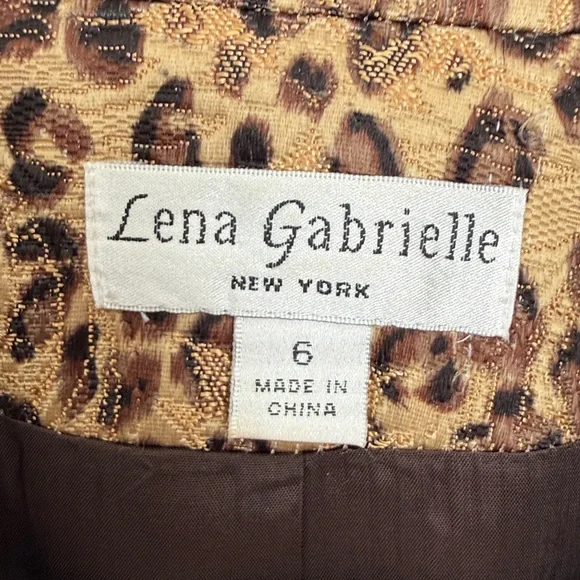 Lena Gabrielle
NEW YORK
6
MADE IN
CHINA